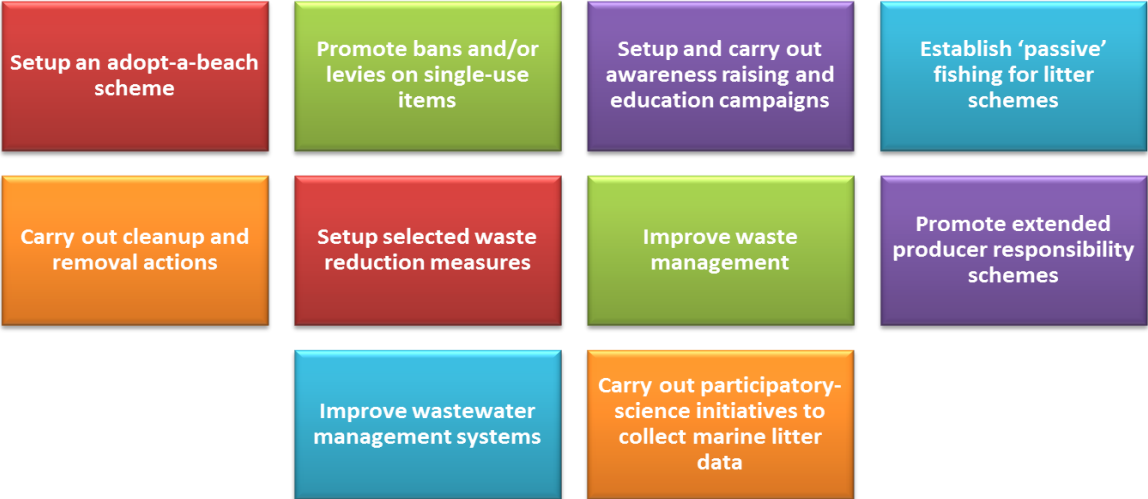 Setup an adopt-a-beach
scheme
Promote bans and/or
levies on single-use
items
Setup and carry out
awareness raising and
education campaigns
Establish ‘passive’
fishing for litter
schemes
Carry out cleanup and
removal actions
Setup selected waste
reduction measures
Improve waste
management
Promote extended
producer responsibility
schemes
Improve wastewater
management systems
Carry out participatory-
science initiatives to
collect marine litter
data